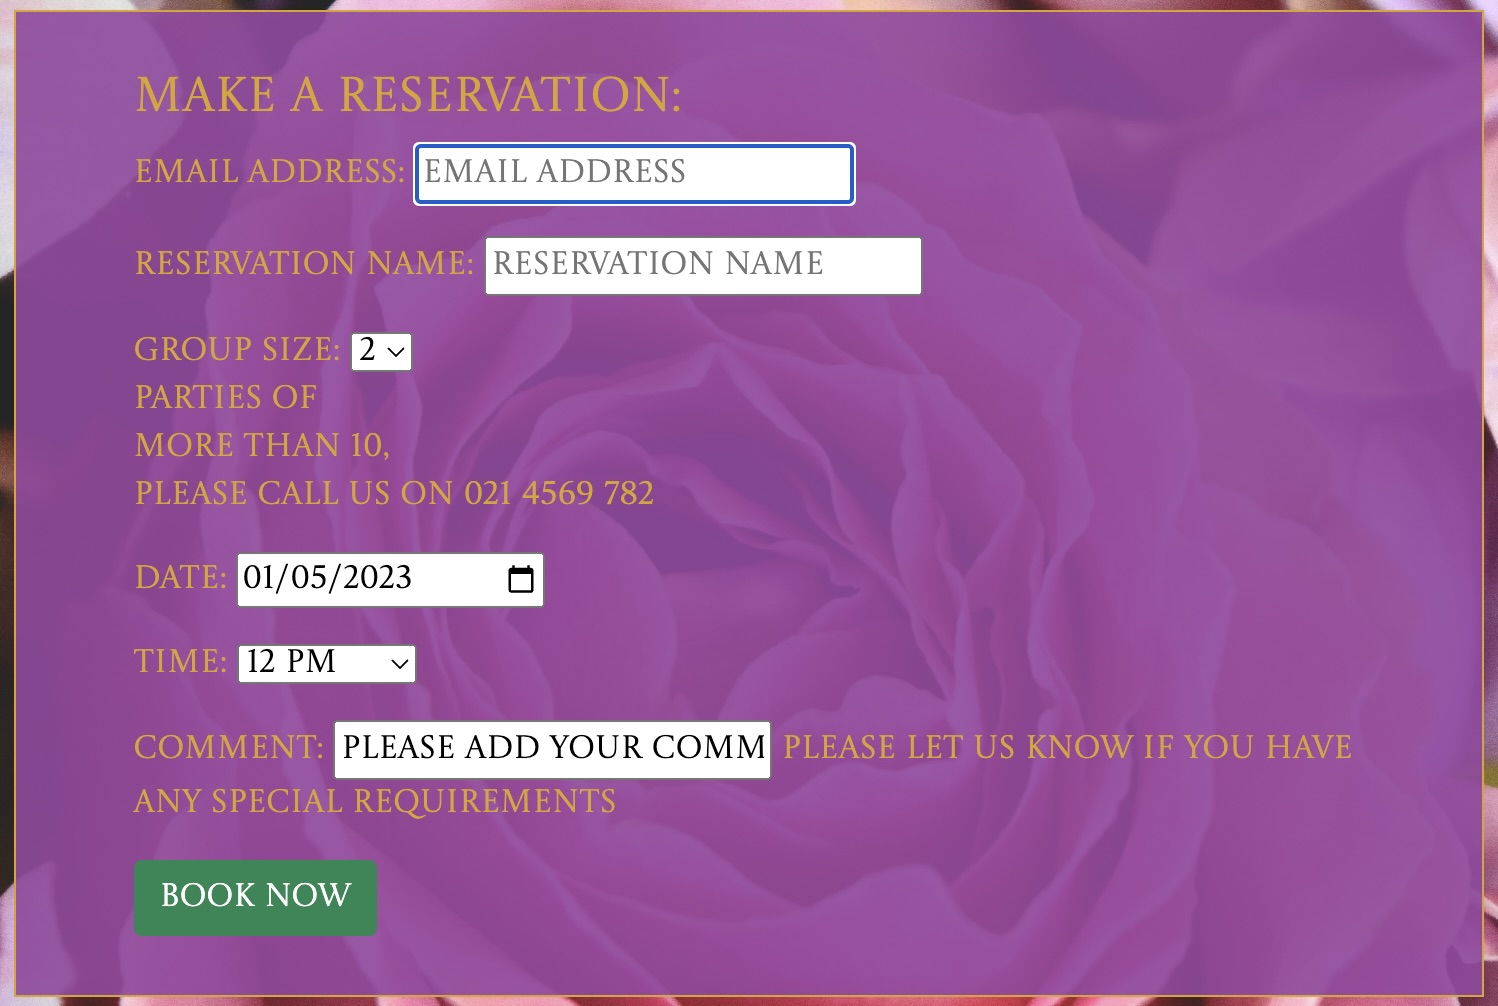 MAKE A RESERVATION:
EMAIL ADDRESS: EMAIL ADDRESS
RESERVATION NAME: RESERVATION NAME
GROUP SIZE: 2
PARTIES OF
MORE THAN 10,
PLEASE CALL US ON 021 4569 782
DATE: 01/05/2023
TIME: 12 PM
COMMENT: PLEASE ADD YOUR COMM PLEASE LET US KNOW IF YOU HAVE
ANY SPECIAL REQUIREMENTS
BOOK NOW